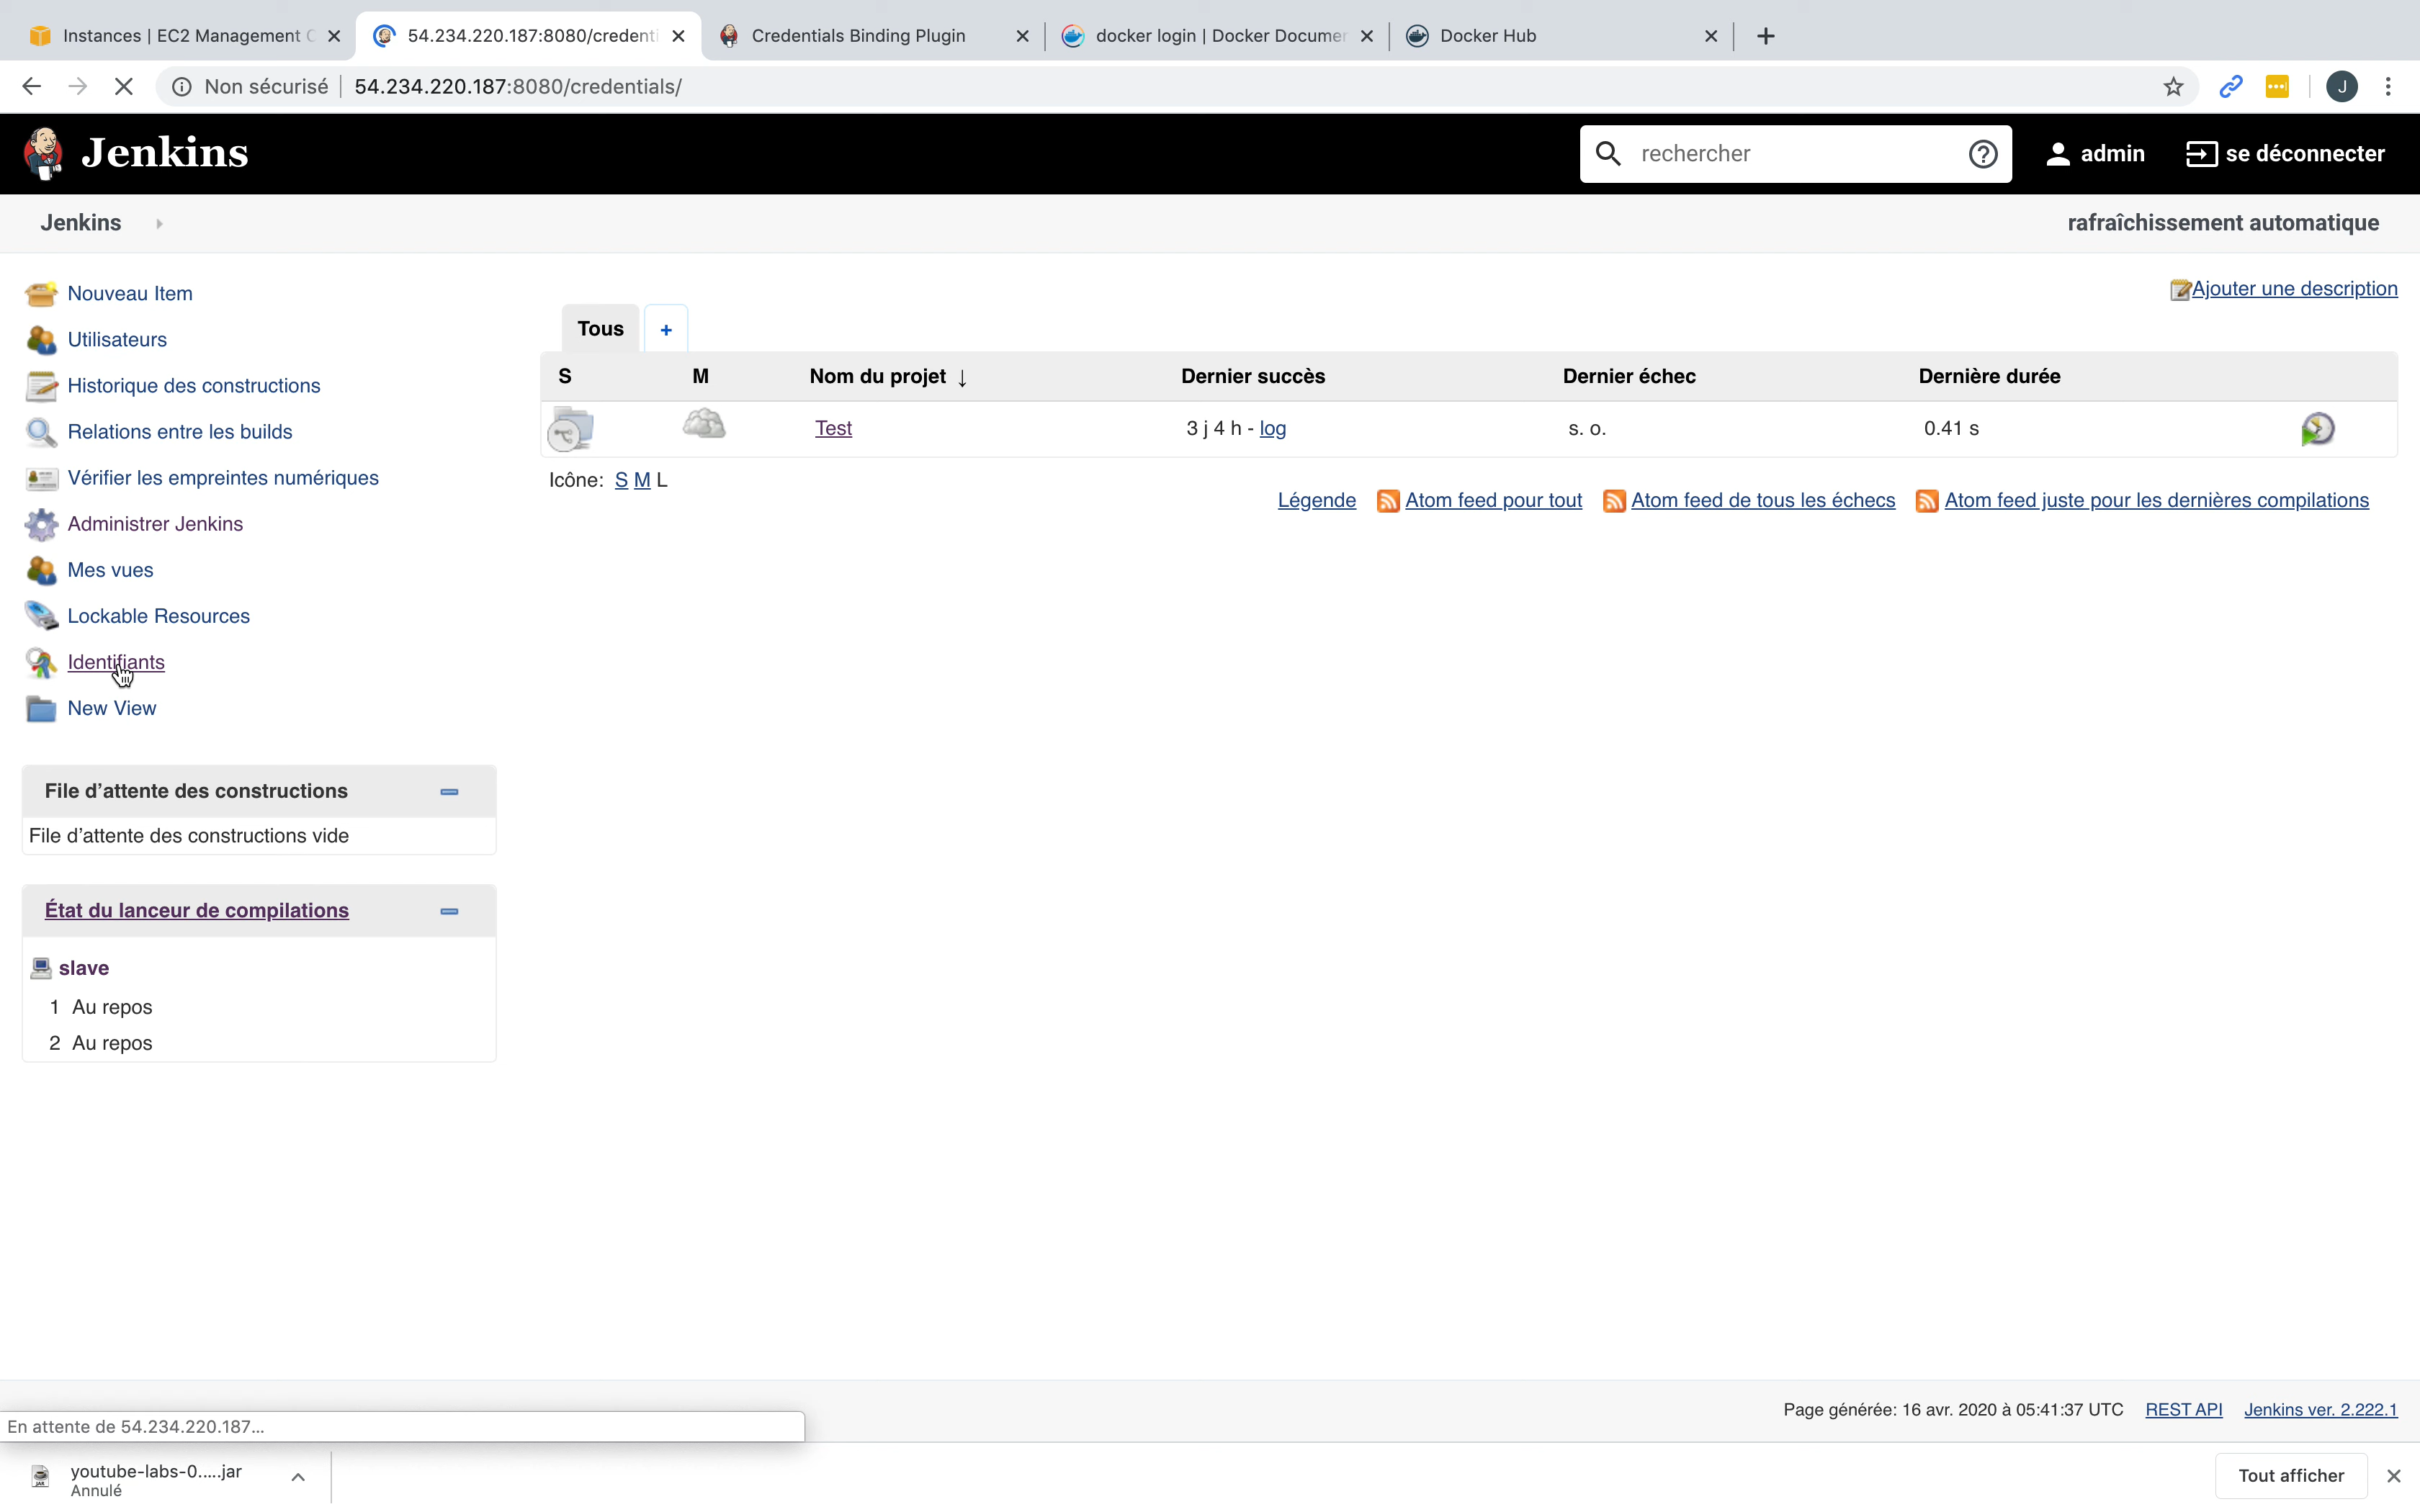 Instances | EC2 Management C
54.234.220.187:8080/credenti
Credentials Binding Plugin
docker login | Docker Documen
Docker Hub
Non sécurisé | 54.234.220.187:8080/credentials/
J
Jenkins
rechercher
admin
se déconnecter
Jenkins
rafraîchissement automatique
Nouveau Item
Utilisateurs
Historique des constructions
Relations entre les builds
Vérifier les empreintes numériques
Administrer Jenkins
Mes vues
Lockable Resources
Identifiants
New View
Ajouter une description
Tous +
S M Nom du projet ↓ Dernier succès Dernier échec Dernière durée
Test 3 j 4 h - log s. o. 0.41 s
Icône: S M L
Légende Atom feed pour tout Atom feed de tous les échecs Atom feed juste pour les dernières compilations
File d'attente des constructions
File d'attente des constructions vide
État du lanceur de compilations
slave
1 Au repos
2 Au repos
Page générée: 16 avr. 2020 à 05:41:37 UTC REST API Jenkins ver. 2.222.1
En attente de 54.234.220.187...
youtube-labs-0.....jar
Annulé
Tout afficher